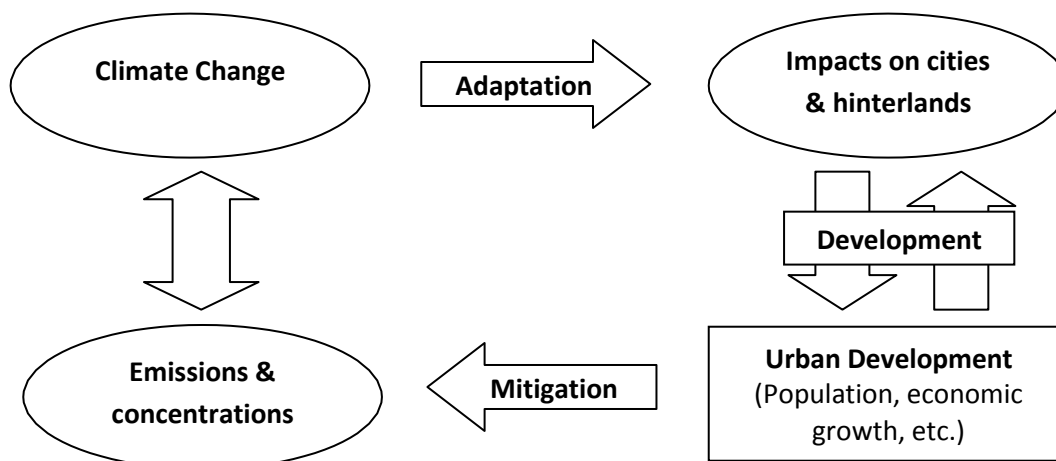 Climate Change
Adaptation
Impacts on cities
& hinterlands
Development
Urban Development
(Population, economic
growth, etc.)
Mitigation
Emissions &
concentrations